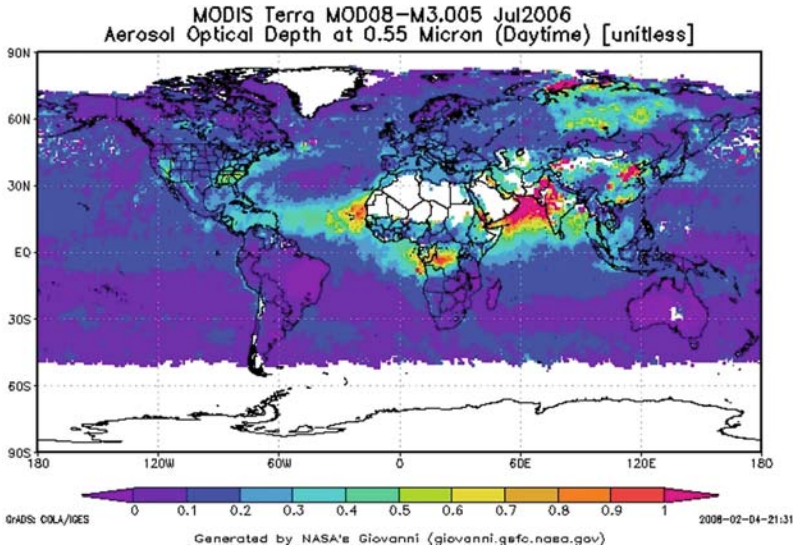 MODIS Terra MOD08-M3.005 Jul2006
Aerosol Optical Depth at 0.55 Micron (Daytime) [unitless]
90N
60N
30N
EQ
30S
60S
90S
180 120W 60W 0 60E 120E 180
0 0.1 0.2 0.3 0.4 0.5 0.6 0.7 0.8 0.9 1
GrADS: COLA/IGES 2008-02-04-21:31
Generated by NASA's Giovanni (giovanni.gsfc.nasa.gov)